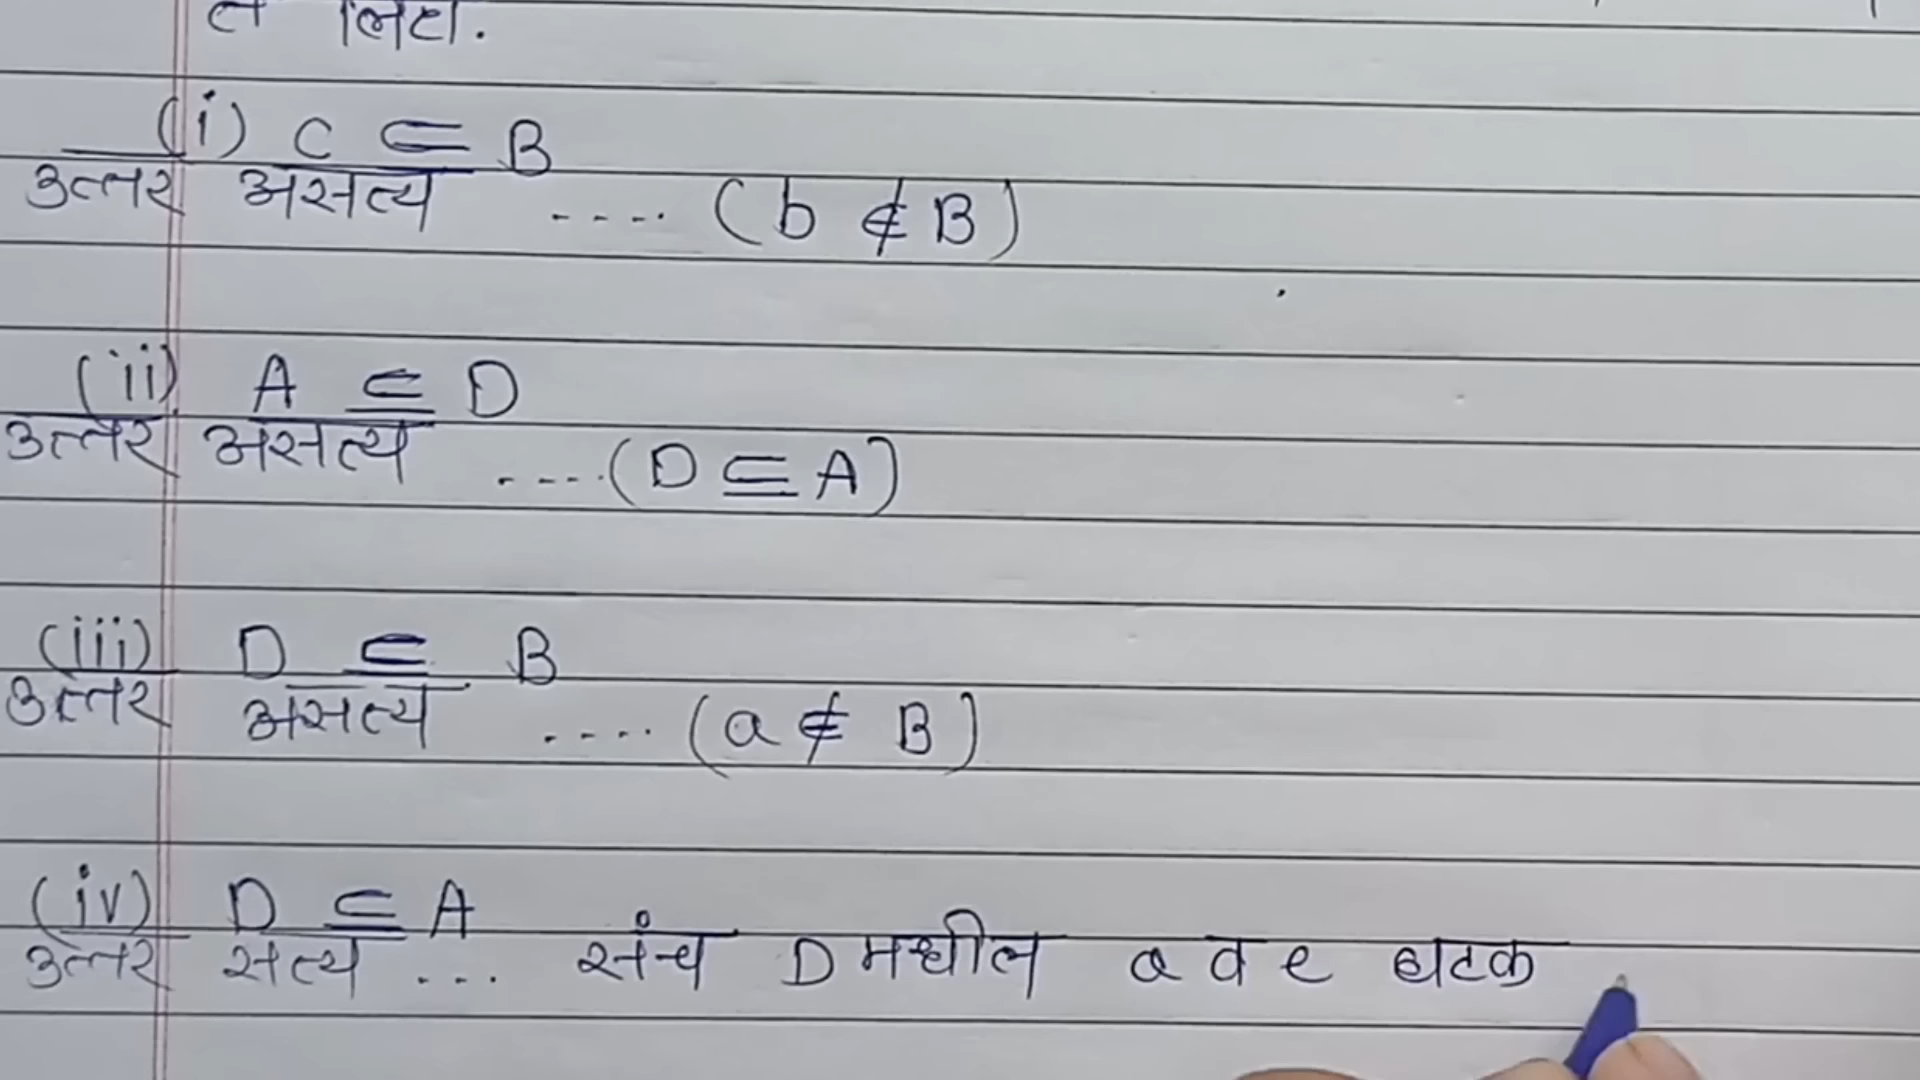 ते लिहा.
(i) C ⊂ B
उत्तर असत्य .... (b ∉ B)
(ii) A ⊆ D
उत्तर असत्य ....(D ⊆ A)
(iii) D ⊆ B
उत्तर असत्य .... (a ∉ B)
(iv) D ⊆ A
उत्तर सत्य ... संच D मधील a व e घटक